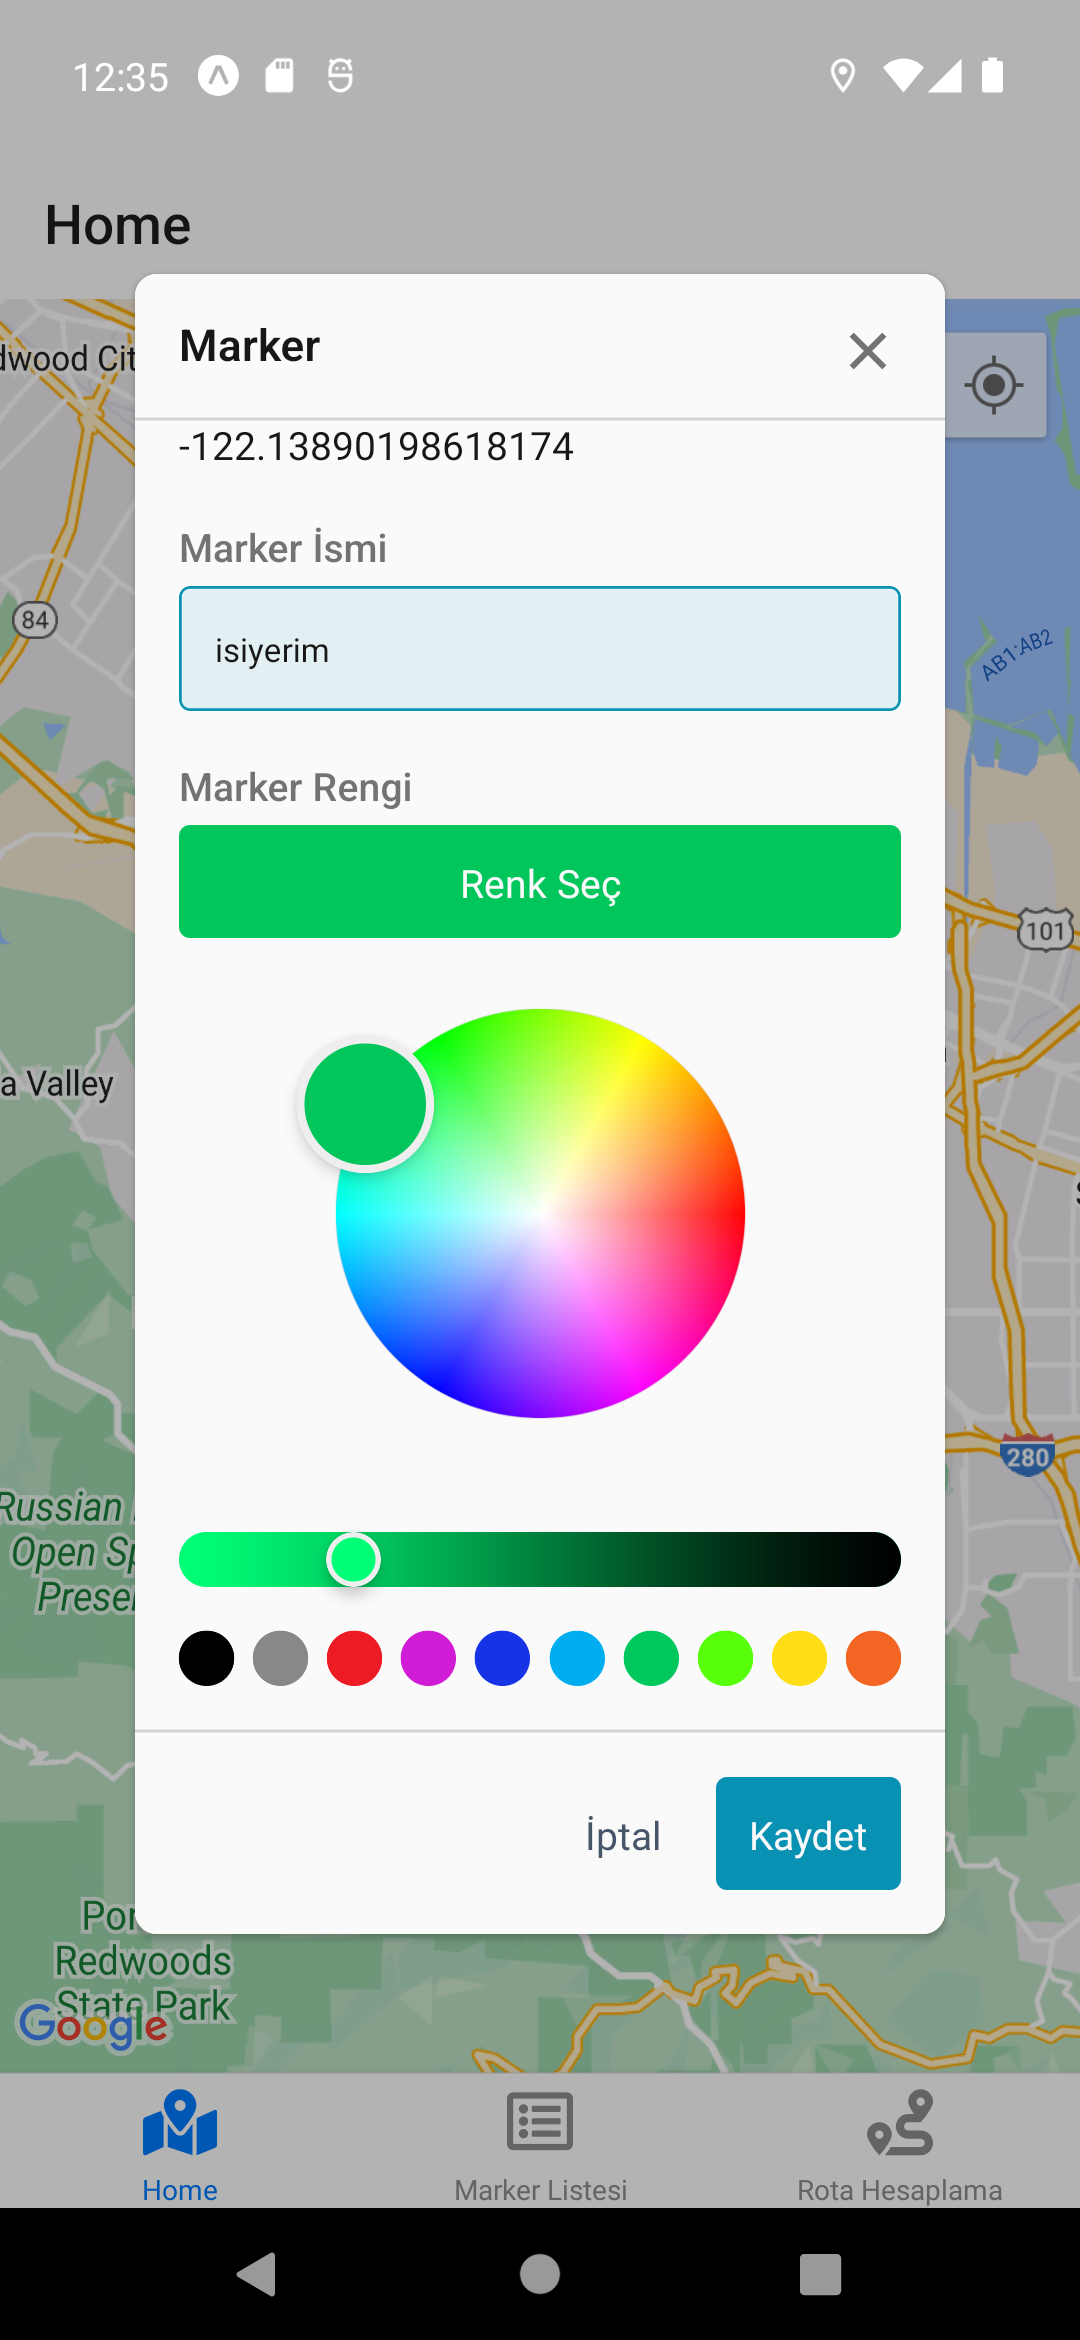 12:35
Home
dwood Cit
Marker
-122.13890198618174
Marker İsmi
84
isiyerim
AB1:AB2
Marker Rengi
Renk Seç
101
a Valley
280
Russian
Open Sp
Preser
İptal
Kaydet
Por
Redwoods
State Park
Google
Home
Marker Listesi
Rota Hesaplama